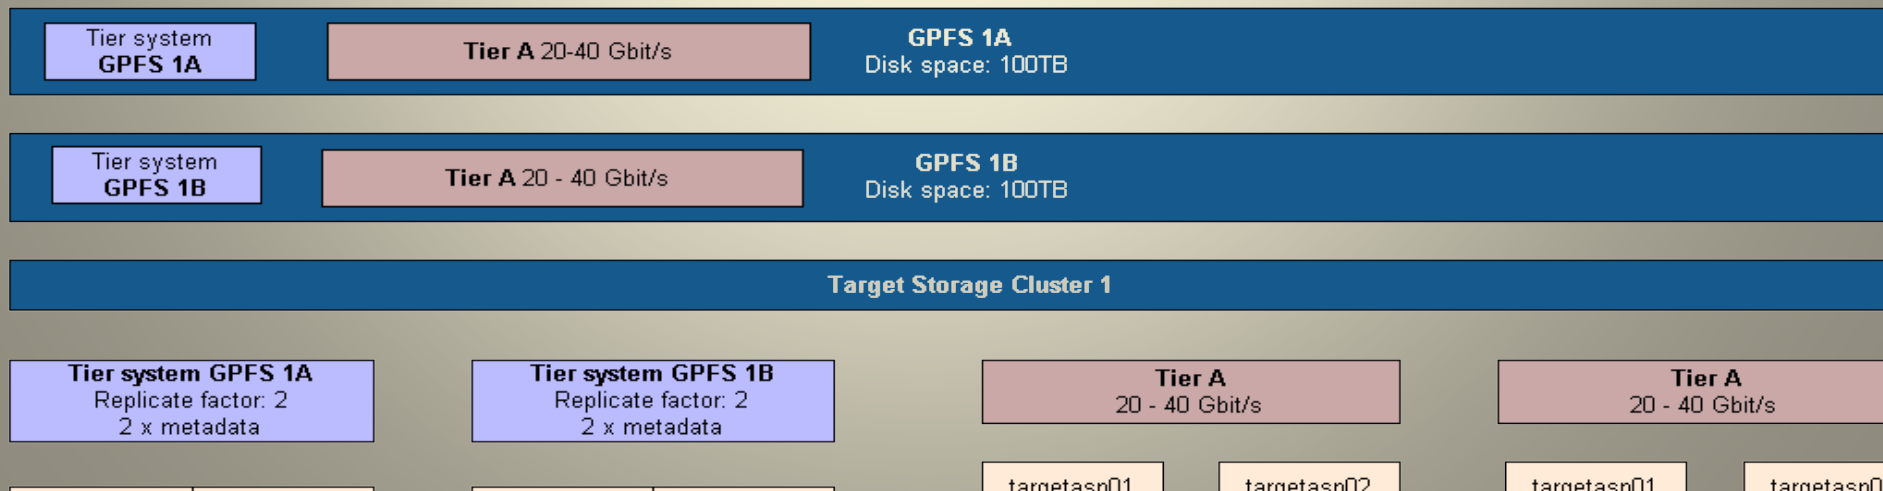 Tier system
GPFS 1A
Tier A 20-40 Gbit/s
GPFS 1A
Disk space: 100TB
Tier system
GPFS 1B
Tier A 20 - 40 Gbit/s
GPFS 1B
Disk space: 100TB
Target Storage Cluster 1
Tier system GPFS 1A
Replicate factor: 2
2 x metadata
Tier system GPFS 1B
Replicate factor: 2
2 x metadata
Tier A
20 - 40 Gbit/s
Tier A
20 - 40 Gbit/s